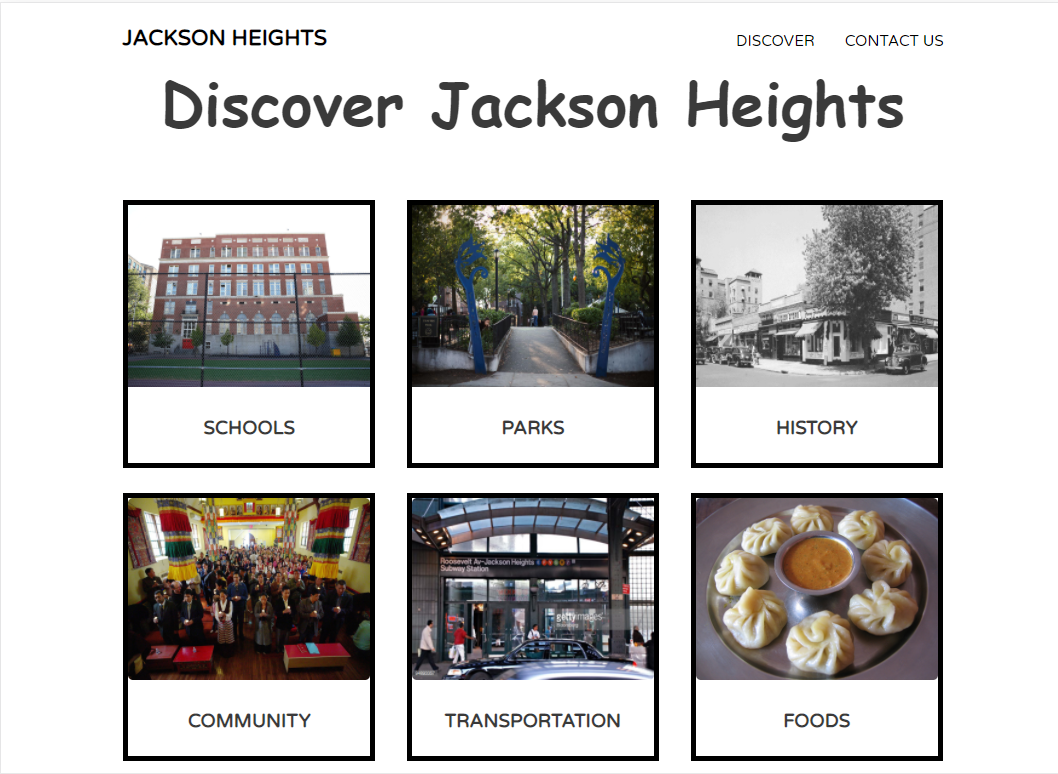 JACKSON HEIGHTS
DISCOVER CONTACT US
Discover Jackson Heights
SCHOOLS
PARKS
HISTORY
Roosevelt Av-Jackson Heights
Subway Station
gettyimages
COMMUNITY
TRANSPORTATION
FOODS